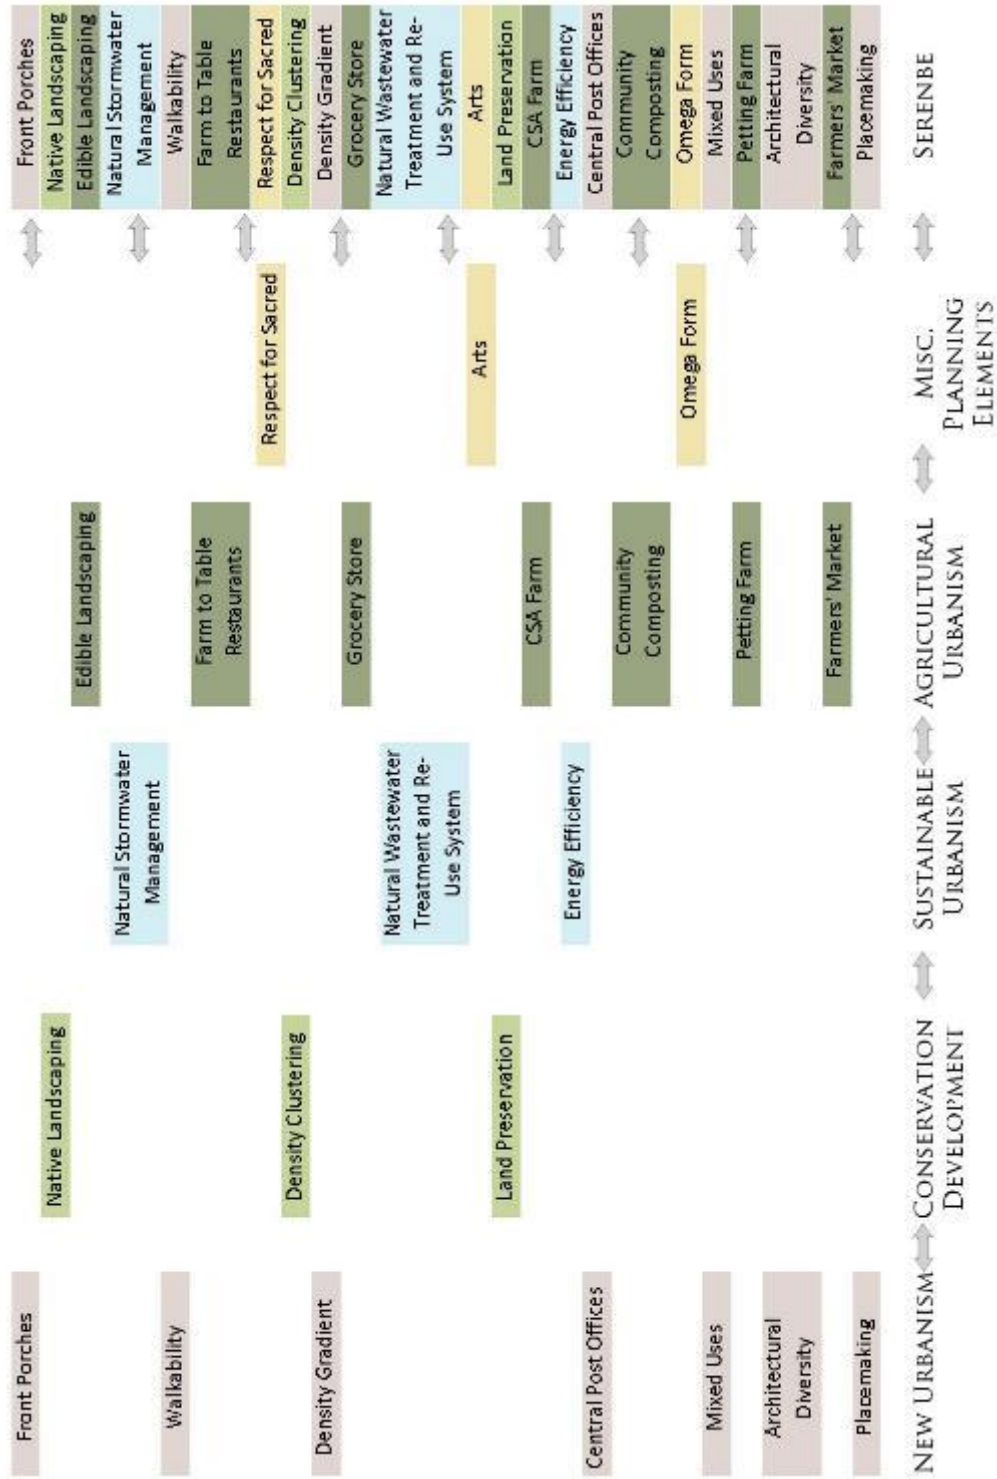 Front Porches
Walkability
Density Gradient
Central Post Offices
Mixed Uses
Architectural
Diversity
Placemaking
NEW URBANISM
Native Landscaping
Density Clustering
Land Preservation
CONSERVATION
DEVELOPMENT
Natural Stormwater
Management
Natural Wastewater
Treatment and Re-
Use System
Energy Efficiency
SUSTAINABLE
URBANISM
Edible Landscaping
Farm to Table
Restaurants
Grocery Store
CSA Farm
Community
Composting
Petting Farm
Farmers' Market
AGRICULTURAL
URBANISM
Respect for Sacred
Arts
Omega Form
MISC.
PLANNING
ELEMENTS
Front Porches
Native Landscaping
Edible Landscaping
Natural Stormwater
Management
Walkability
Farm to Table
Restaurants
Respect for Sacred
Density Clustering
Density Gradient
Grocery Store
Natural Wastewater
Treatment and Re-
Use System
Arts
Land Preservation
CSA Farm
Energy Efficiency
Central Post Offices
Community
Composting
Omega Form
Mixed Uses
Petting Farm
Architectural
Diversity
Farmers' Market
Placemaking
SERENBE